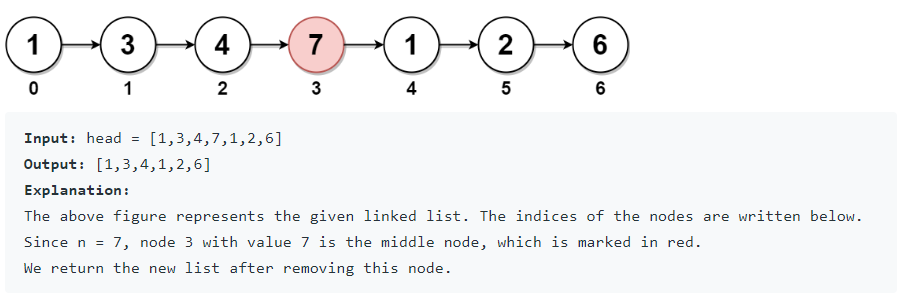 1 3 4 7 1 2 6
0 1 2 3 4 5 6
Input: head = [1,3,4,7,1,2,6]
Output: [1,3,4,1,2,6]
Explanation:
The above figure represents the given linked list. The indices of the nodes are written below.
Since n = 7, node 3 with value 7 is the middle node, which is marked in red.
We return the new list after removing this node.